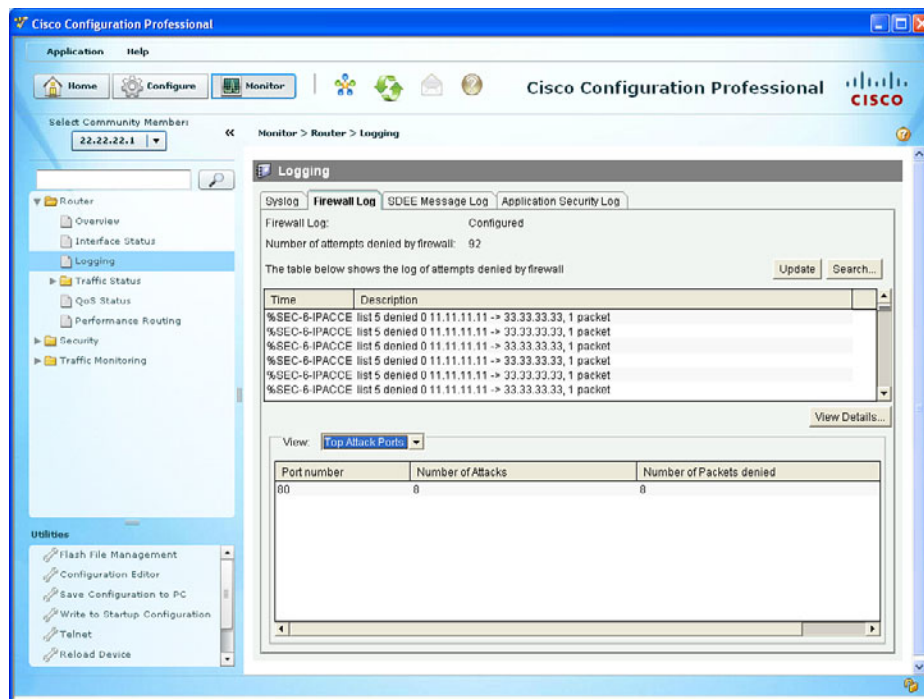 Cisco Configuration Professional
Application Help
Home Configure Monitor Cisco Configuration Professional CISCO
Select Community Member:
22.22.22.1
Monitor > Router > Logging
Logging
Syslog Firewall Log SDEE Message Log Application Security Log
Firewall Log: Configured
Number of attempts denied by firewall: 92
The table below shows the log of attempts denied by firewall Update Search...
Time Description
%SEC-6-IPACCE list 5 denied 0 11.11.11.11 -> 33.33.33.33, 1 packet
%SEC-6-IPACCE list 5 denied 0 11.11.11.11 -> 33.33.33.33, 1 packet
%SEC-6-IPACCE list 5 denied 0 11.11.11.11 -> 33.33.33.33, 1 packet
%SEC-6-IPACCE list 5 denied 0 11.11.11.11 -> 33.33.33.33, 1 packet
%SEC-6-IPACCE list 5 denied 0 11.11.11.11 -> 33.33.33.33, 1 packet
%SEC-6-IPACCE list 5 denied 0 11.11.11.11 -> 33.33.33.33, 1 packet
View Details...
View: Top Attack Ports
Port number Number of Attacks Number of Packets denied
80 8 8
Router
Overview
Interface Status
Logging
Traffic Status
QoS Status
Performance Routing
Security
Traffic Monitoring
Utilities
Flash File Management
Configuration Editor
Save Configuration to PC
Write to Startup Configuration
Telnet
Reload Device